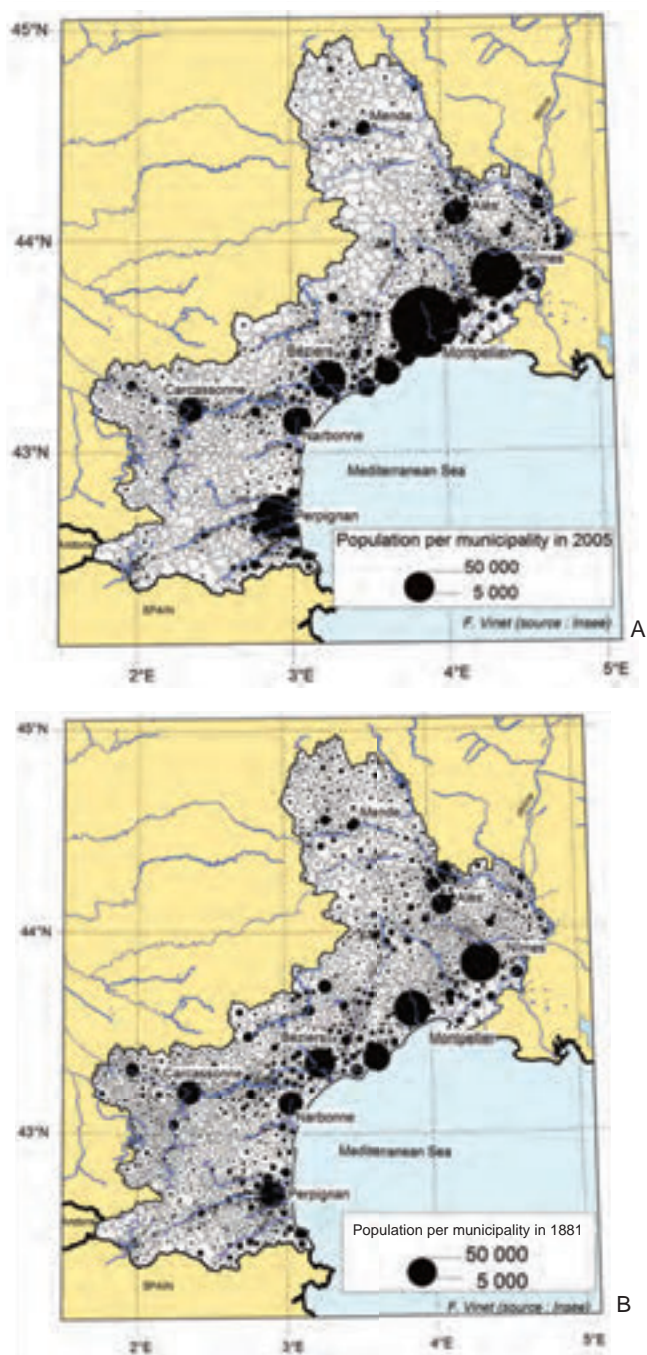 45°N
Mende
Alès
44°N
Nîmes
Béziers
Montpellier
Carcassonne
43°N
Narbonne
Mediterranean Sea
Perpignan
Population per municipality in 2005
50 000
5 000
SPAIN
F. Vinet (source : Insee)
A
2°E 3°E 4°E 5°E
45°N
Mende
Alès
44°N
Nîmes
Béziers
Montpellier
Carcassonne
Narbonne
43°N
Mediterranean Sea
Perpignan
Population per municipality in 1881
50 000
5 000
SPAIN
F. Vinet (source : Insee)
B
2°E 3°E 4°E 5°E